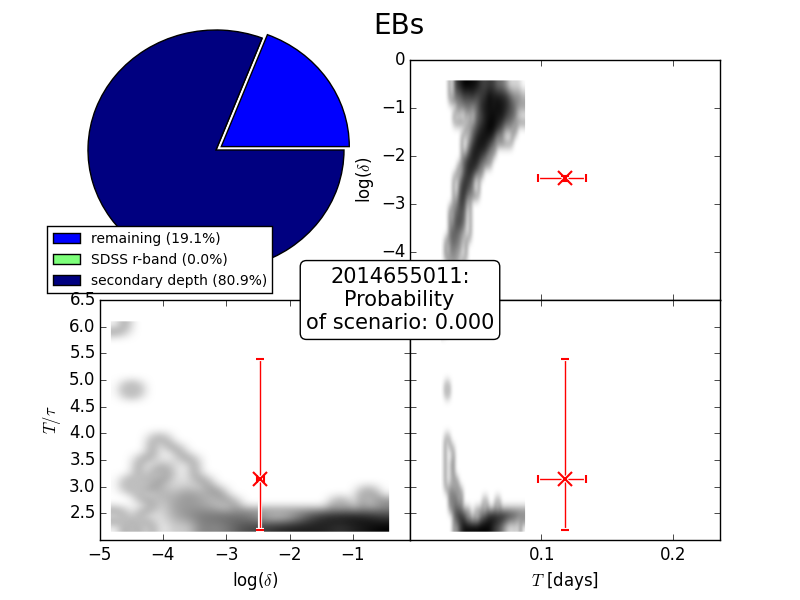 EBs
remaining (19.1%)
SDSS r-band (0.0%)
secondary depth (80.9%)
0
−1
−2
−3
−4
log(δ)
2014655011:
Probability
of scenario: 0.000
6.5
6.0
5.5
5.0
4.5
4.0
3.5
3.0
2.5
T/τ
−5
−4
−3
−2
−1
log(δ)
0.1
0.2
T [days]